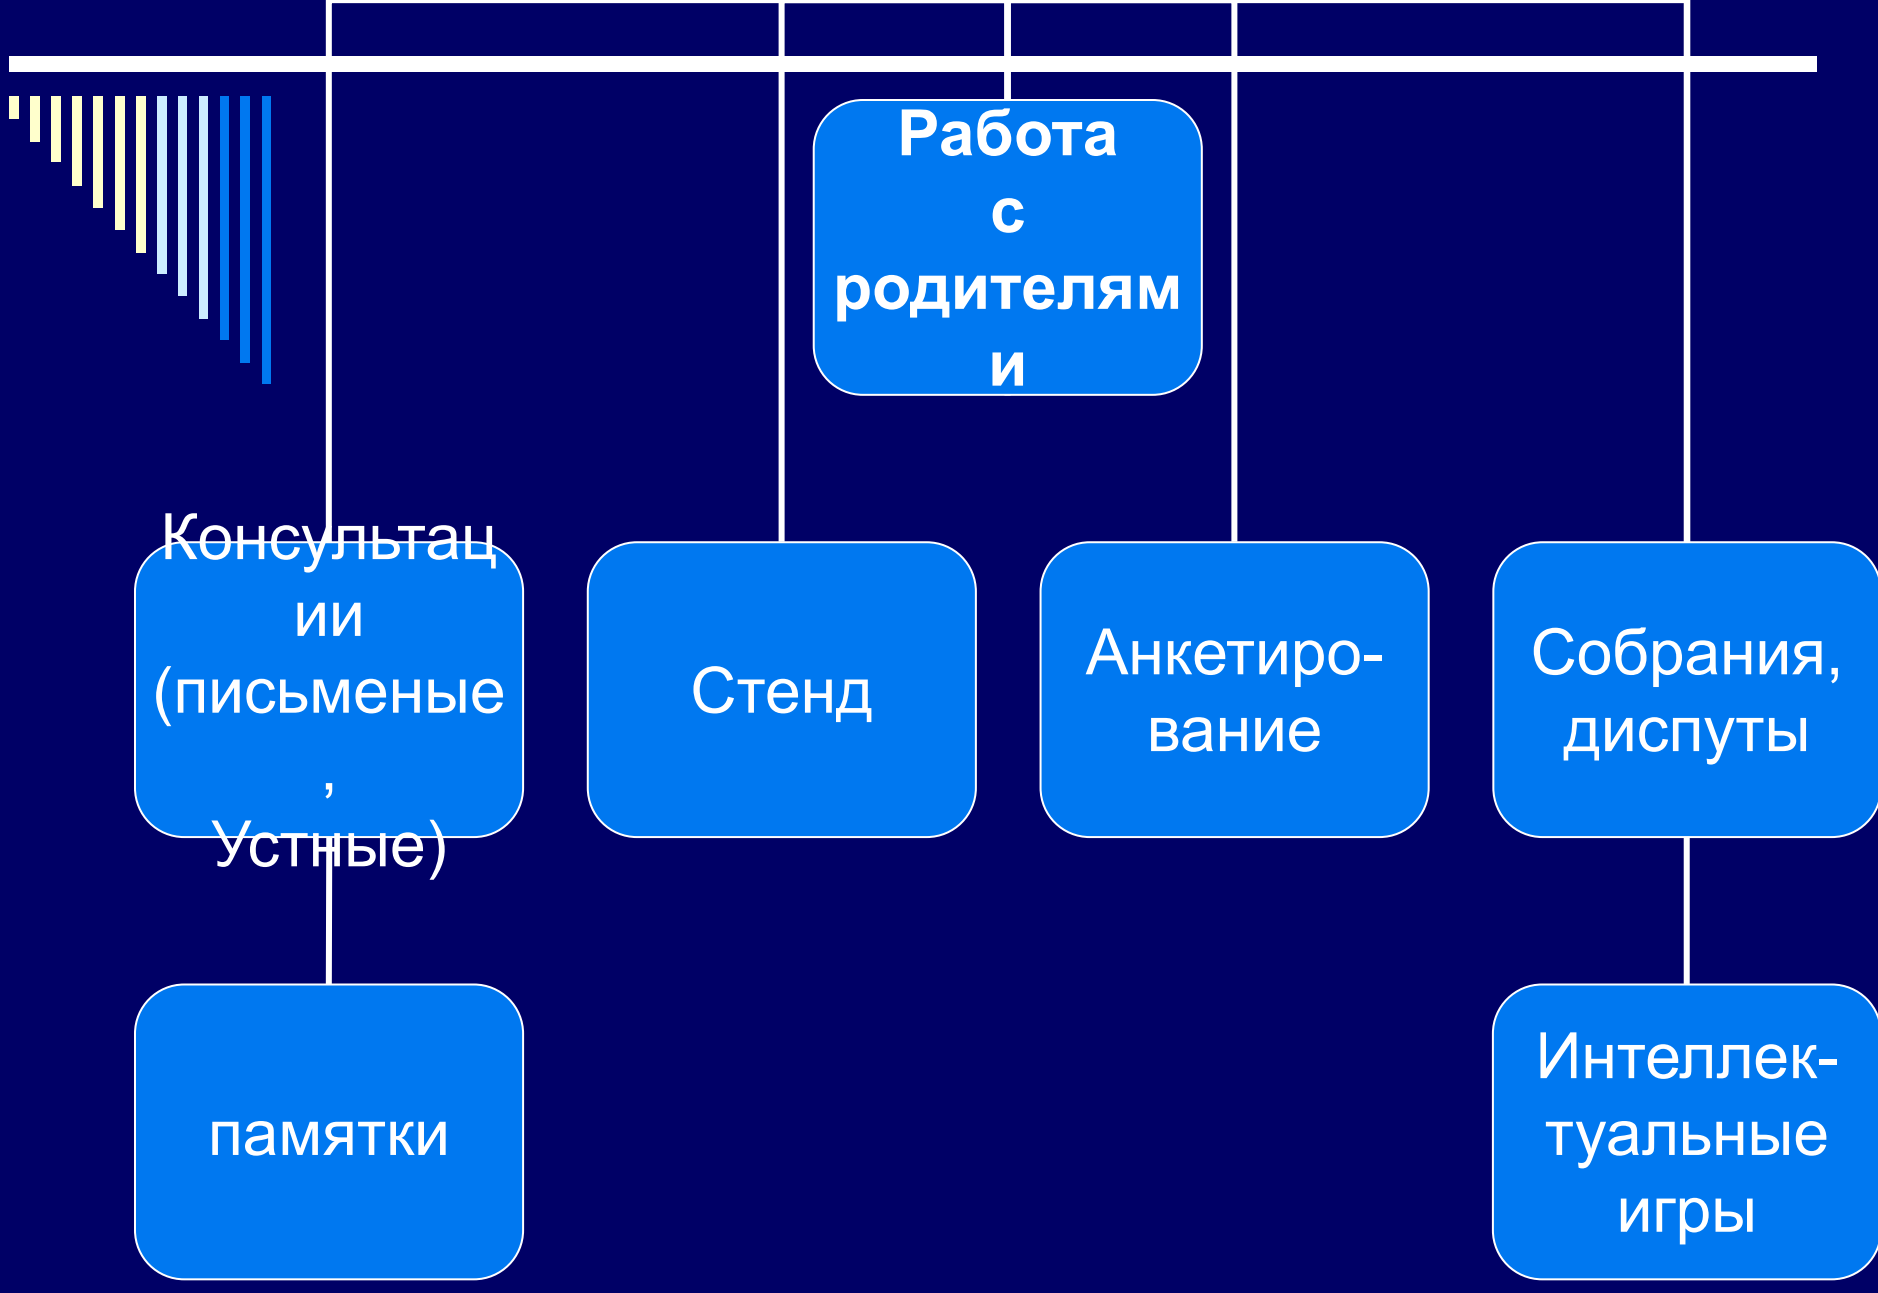 Работа
с
родителям
и
Консультац
ии
(письменые
,
Устные)
Стенд
Анкетиро-
вание
Собрания,
диспуты
памятки
Интеллек-
туальные
игры